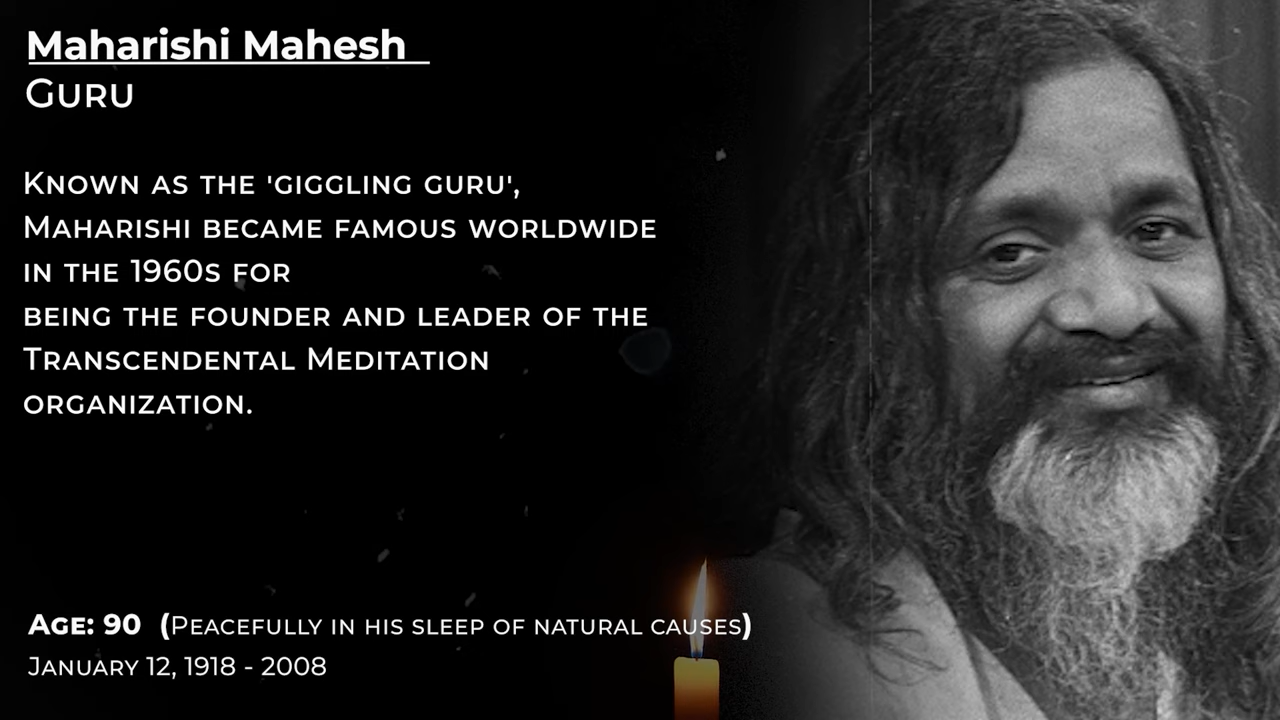 Maharishi Mahesh
Guru
Known as the 'giggling guru',
Maharishi became famous worldwide
in the 1960s for
being the founder and leader of the
Transcendental Meditation
organization.
Age: 90 (Peacefully in his sleep of natural causes)
January 12, 1918 - 2008